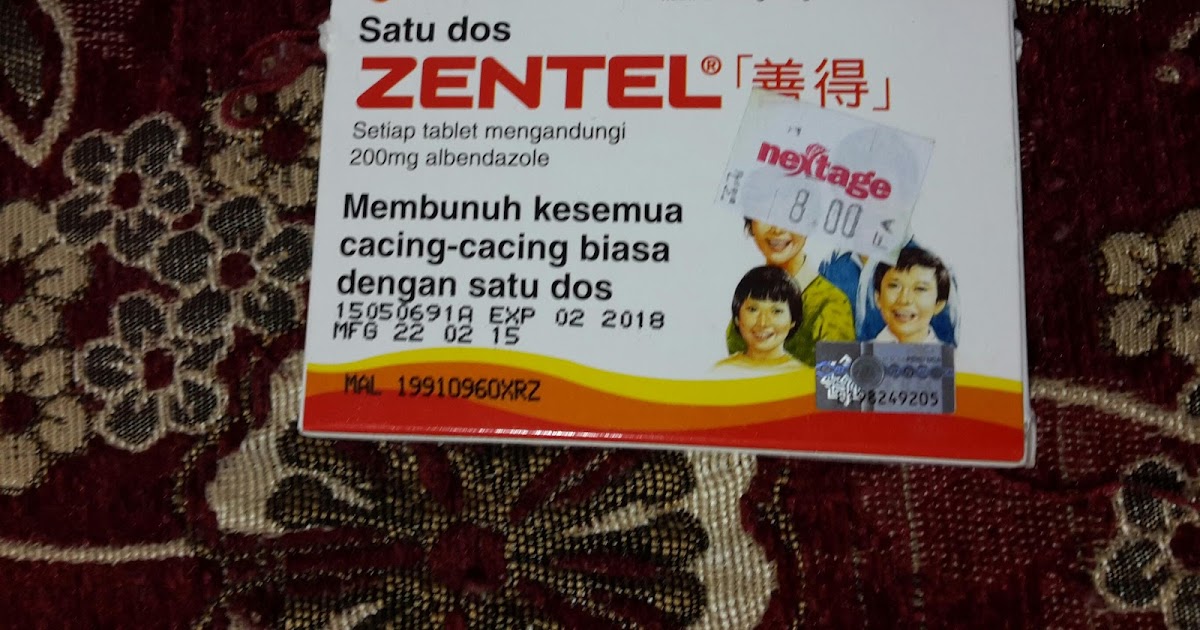 Satu dos
ZENTEL®「善得」
Setiap tablet mengandungi
200mg albendazole
nextage
8.00
FA
Membunuh kesemua
cacing-cacing biasa
dengan satu dos
15050691A EXP 02 2018
MFG 22 02 15
MAL 19910960XRZ
98249205